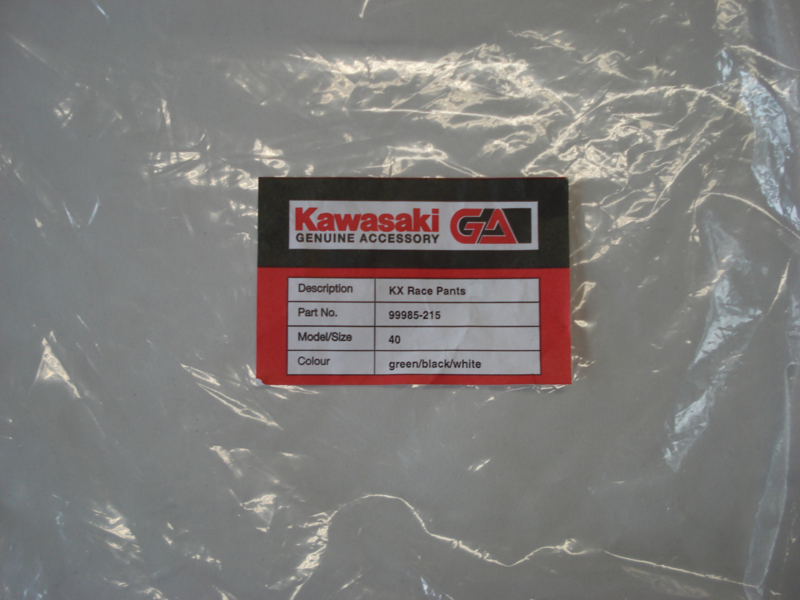 Kawasaki GA
GENUINE ACCESSORY
Description KX Race Pants
Part No. 99985-215
Model/Size 40
Colour green/black/white